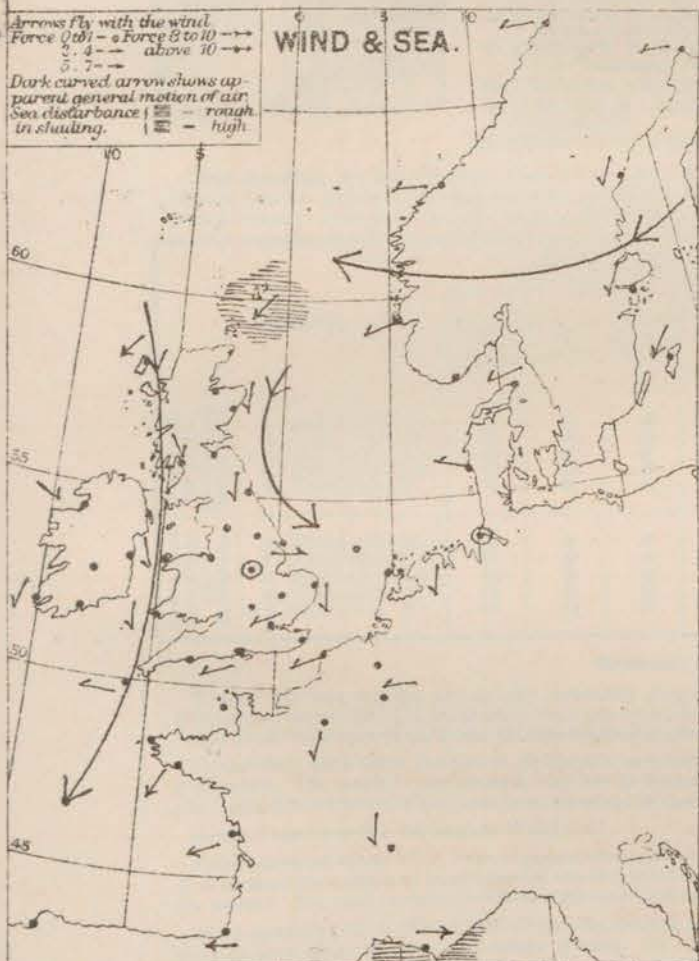 WIND & SEA.
Arrows fly with the wind
Force 0 to 1 - Force 8 to 10 -
2. 4 - above 10 -
5. 7 -
Dark curved arrow shows ap-
parent general motion of air.
Sea disturbance - rough
in shading. - high
10 5 0 5 10
60
55
50
45